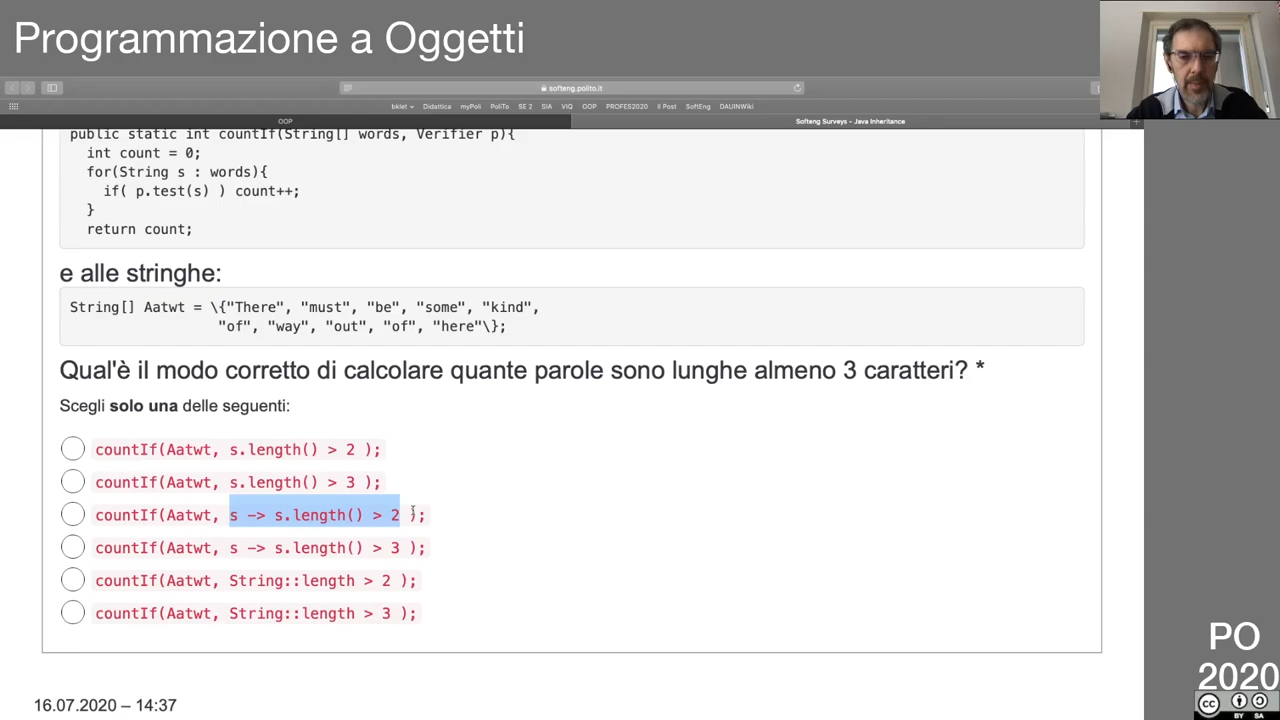 Programmazione a Oggetti
softeng.polito.it
bklet Didattica myPoli PoliTo SE 2 SIA VIQ OOP PROFES2020 Il Post SoftEng DAUINWiki
OOP
Softeng Surveys – Java Inheritance
public static int countIf(String[] words, Verifier p){
int count = 0;
for(String s : words){
if( p.test(s) ) count++;
}
return count;
e alle stringhe:
String[] Aatwt = \{"There", "must", "be", "some", "kind",
"of", "way", "out", "of", "here"\};
Qual'è il modo corretto di calcolare quante parole sono lunghe almeno 3 caratteri? *
Scegli solo una delle seguenti:
countIf(Aatwt, s.length() > 2 );
countIf(Aatwt, s.length() > 3 );
countIf(Aatwt, s -> s.length() > 2 );
countIf(Aatwt, s -> s.length() > 3 );
countIf(Aatwt, String::length > 2 );
countIf(Aatwt, String::length > 3 );
PO
2020
16.07.2020 – 14:37
cc
BY SA